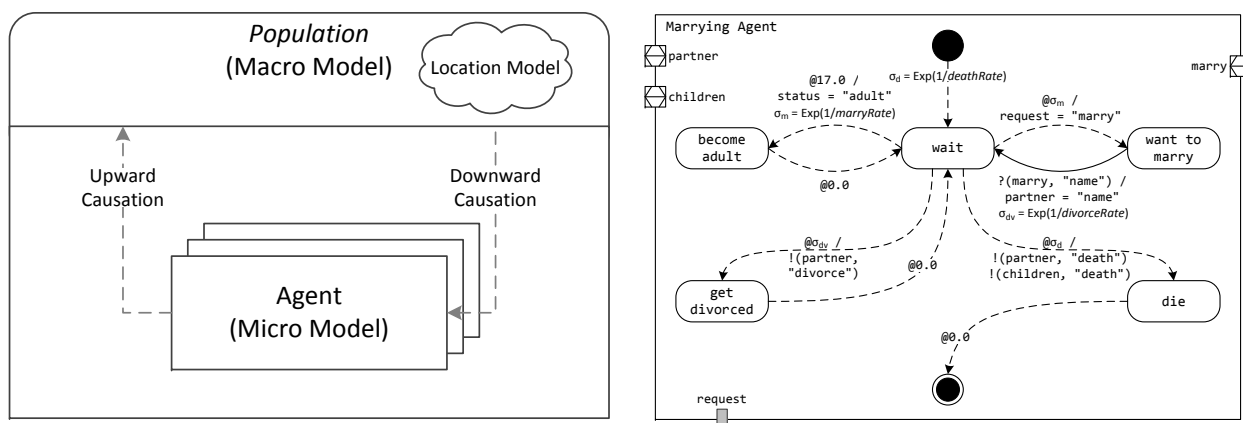 Population
(Macro Model)
Location Model
Upward
Causation
Downward
Causation
Agent
(Micro Model)
Marrying Agent
partner
children
marry
σd = Exp(1/deathRate)
@17.0 /
status = "adult"
σm = Exp(1/marryRate)
@σm /
request = "marry"
become
adult
wait
want to
marry
@0.0
?(marry, "name") /
partner = "name"
σdv = Exp(1/divorceRate)
@σdv /
!(partner,
"divorce")
@0.0
@σd /
!(partner, "death")
!(children, "death")
get
divorced
die
@0.0
request